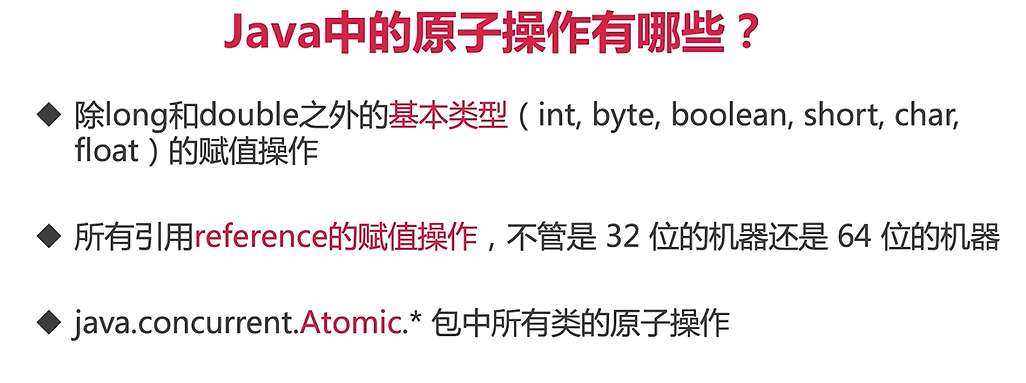 Java中的原子操作有哪些？
◆ 除long和double之外的基本类型（int, byte, boolean, short, char,
float）的赋值操作
◆ 所有引用reference的赋值操作，不管是 32 位的机器还是 64 位的机器
◆ java.concurrent.Atomic.* 包中所有类的原子操作